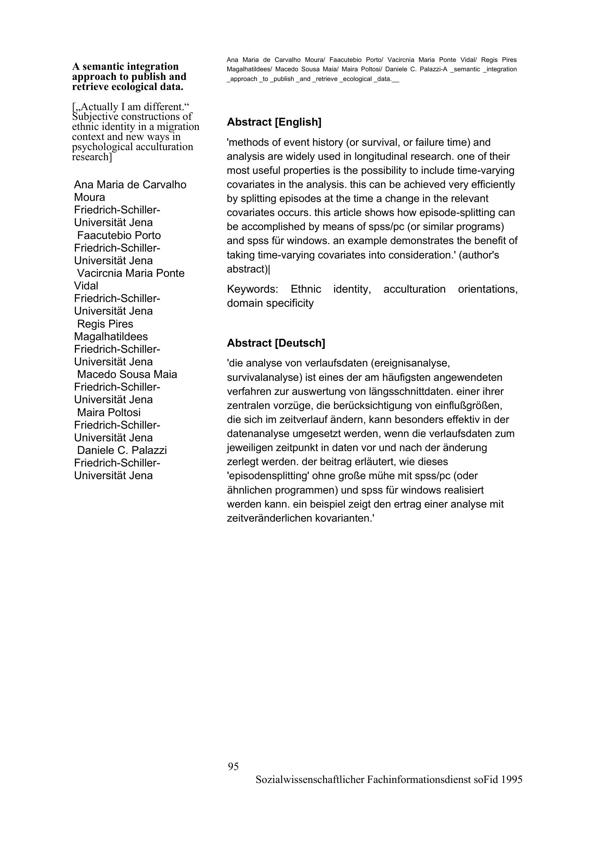 A semantic integration
approach to publish and
retrieve ecological data.
[„Actually I am different.“
Subjective constructions of
ethnic identity in a migration
context and new ways in
psychological acculturation
research]
Ana Maria de Carvalho
Moura
Friedrich-Schiller-
Universität Jena
Faacutebio Porto
Friedrich-Schiller-
Universität Jena
Vacircnia Maria Ponte
Vidal
Friedrich-Schiller-
Universität Jena
Regis Pires
Magalhatildees
Friedrich-Schiller-
Universität Jena
Macedo Sousa Maia
Friedrich-Schiller-
Universität Jena
Maira Poltosi
Friedrich-Schiller-
Universität Jena
Daniele C. Palazzi
Friedrich-Schiller-
Universität Jena
Ana Maria de Carvalho Moura/ Faacutebio Porto/ Vacircnia Maria Ponte Vidal/ Regis Pires
Magalhatildees/ Macedo Sousa Maia/ Maira Poltosi/ Daniele C. Palazzi-A _semantic _integration
_approach _to _publish _and _retrieve _ecological _data.__
Abstract [English]
'methods of event history (or survival, or failure time) and
analysis are widely used in longitudinal research. one of their
most useful properties is the possibility to include time-varying
covariates in the analysis. this can be achieved very efficiently
by splitting episodes at the time a change in the relevant
covariates occurs. this article shows how episode-splitting can
be accomplished by means of spss/pc (or similar programs)
and spss für windows. an example demonstrates the benefit of
taking time-varying covariates into consideration.' (author's
abstract)|
Keywords: Ethnic identity, acculturation orientations,
domain specificity
Abstract [Deutsch]
'die analyse von verlaufsdaten (ereignisanalyse,
survivalanalyse) ist eines der am häufigsten angewendeten
verfahren zur auswertung von längsschnittdaten. einer ihrer
zentralen vorzüge, die berücksichtigung von einflußgrößen,
die sich im zeitverlauf ändern, kann besonders effektiv in der
datenanalyse umgesetzt werden, wenn die verlaufsdaten zum
jeweiligen zeitpunkt in daten vor und nach der änderung
zerlegt werden. der beitrag erläutert, wie dieses
'episodensplitting' ohne große mühe mit spss/pc (oder
ähnlichen programmen) und spss für windows realisiert
werden kann. ein beispiel zeigt den ertrag einer analyse mit
zeitveränderlichen kovarianten.'
95
Sozialwissenschaftlicher Fachinformationsdienst soFid 1995